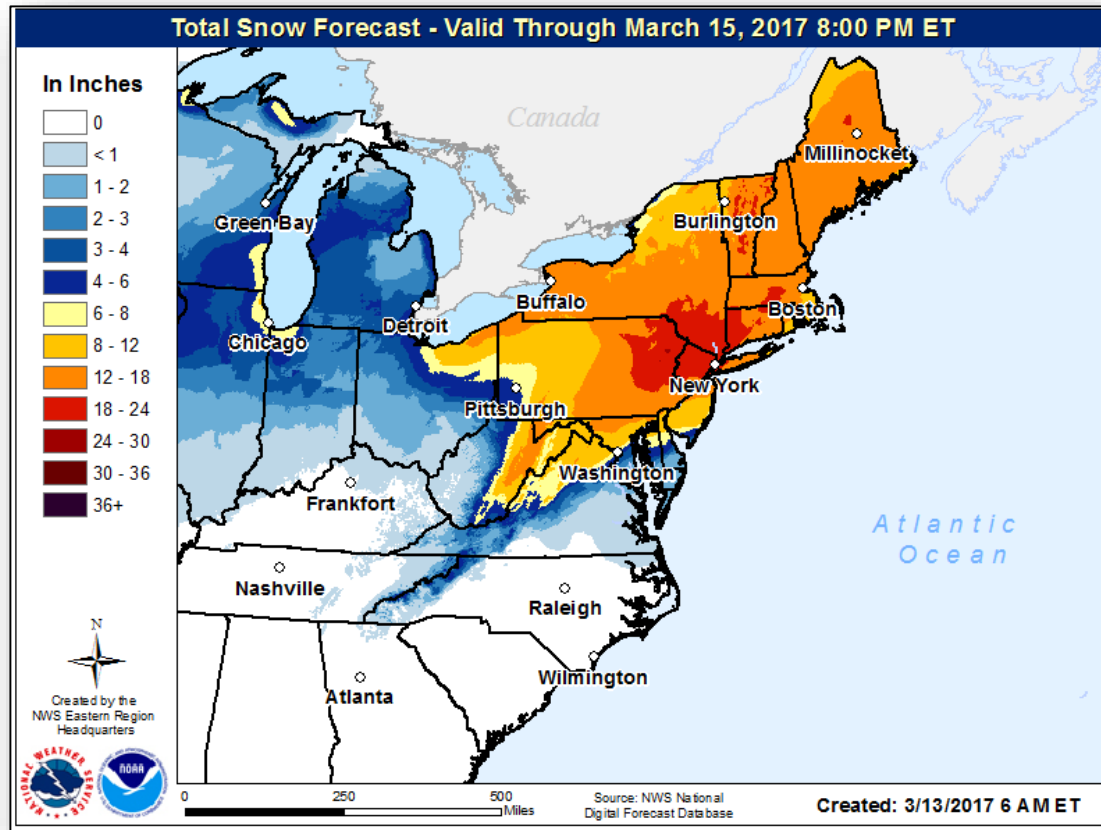 Total Snow Forecast - Valid Through March 15, 2017 8:00 PM ET
In Inches
0
< 1
1 - 2
2 - 3
3 - 4
4 - 6
6 - 8
8 - 12
12 - 18
18 - 24
24 - 30
30 - 36
36+
Canada
Millinocket
Burlington
Green Bay
Buffalo
Boston
Detroit
Chicago
New York
Pittsburgh
Washington
Frankfort
Atlantic
Ocean
Nashville
Raleigh
Wilmington
Atlanta
N
Created by the
NWS Eastern Region
Headquarters
NATIONAL WEATHER SERVICE
NOAA
0
250
500
Miles
Source: NWS National
Digital Forecast Database
Created: 3/13/2017 6 AM ET